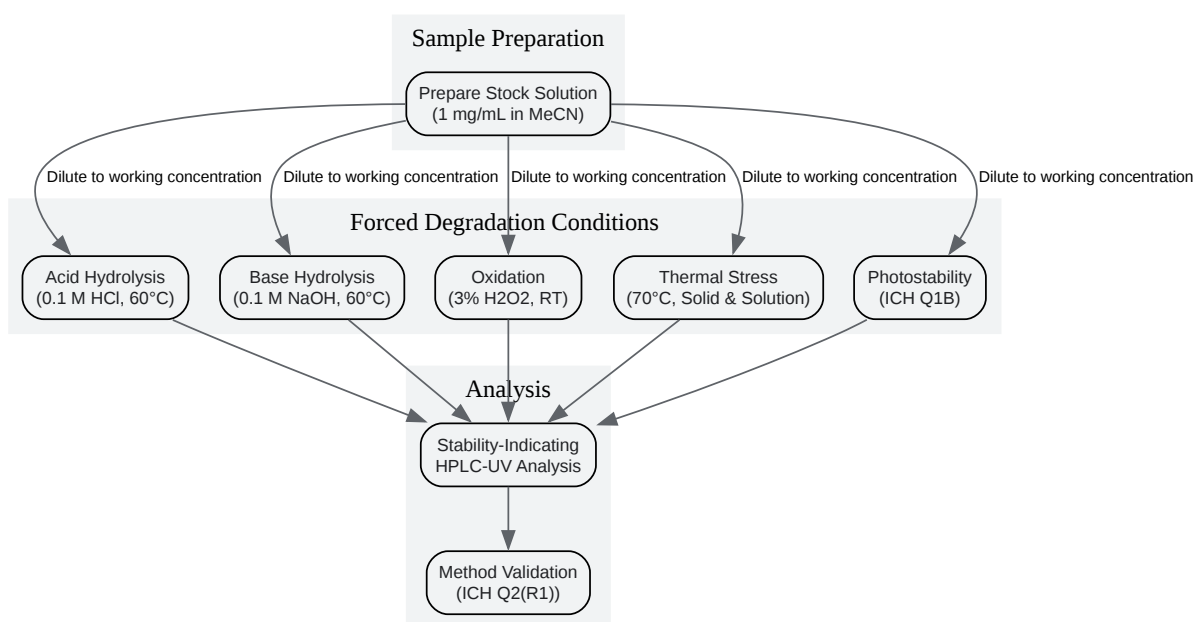 Sample Preparation
Prepare Stock Solution
(1 mg/mL in MeCN)
Dilute to working concentration
Dilute to working concentration
Dilute to working concentration
Dilute to working concentration
Dilute to working concentration
Forced Degradation Conditions
Acid Hydrolysis
(0.1 M HCl, 60°C)
Base Hydrolysis
(0.1 M NaOH, 60°C)
Oxidation
(3% H2O2, RT)
Thermal Stress
(70°C, Solid & Solution)
Photostability
(ICH Q1B)
Analysis
Stability-Indicating
HPLC-UV Analysis
Method Validation
(ICH Q2(R1))